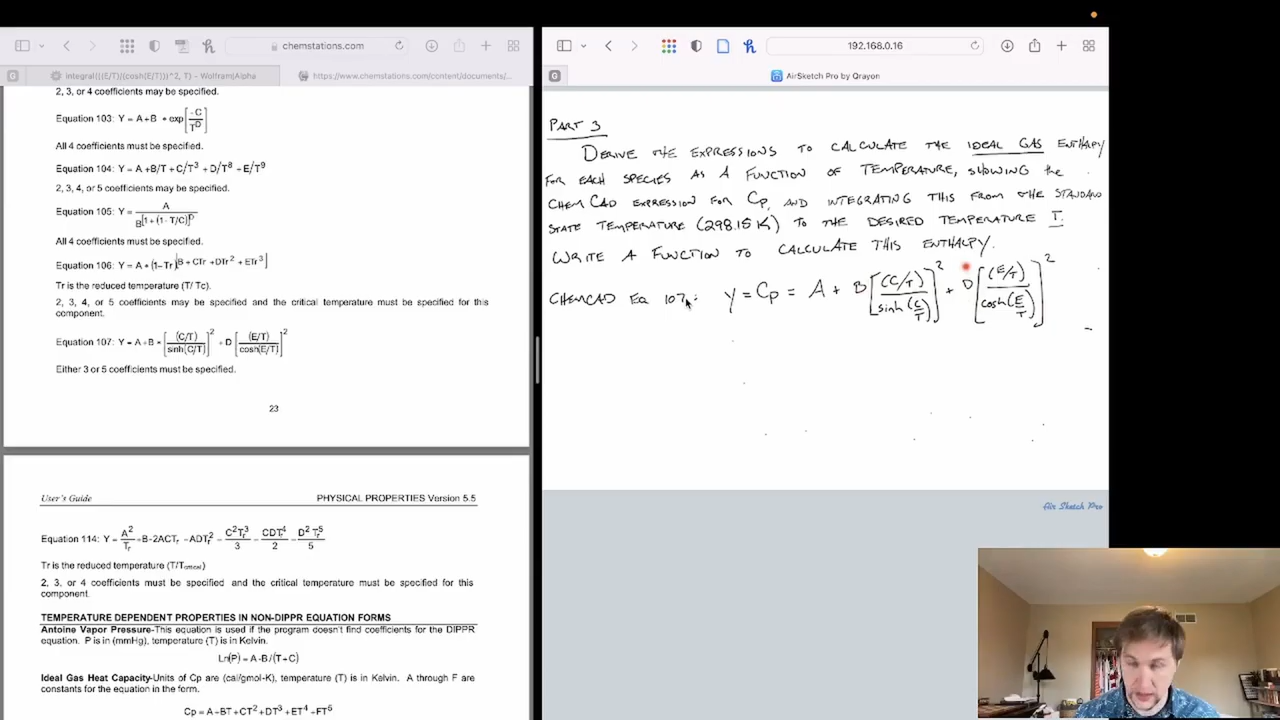 chemstations.com
Integral((E/T)/(cosh(E/T)))^2, T) - Wolfram|Alpha
https://www.chemstations.com/content/documents/...
2, 3, or 4 coefficients may be specified.
Equation 103: Y = A+B * exp[-C/T^D]
All 4 coefficients must be specified.
Equation 104: Y = A+B/T + C/T^3 +D/T^8 +E/T^9
2, 3, 4, or 5 coefficients may be specified.
Equation 105: Y = A / B[1+(1-T/C)]^D
All 4 coefficients must be specified.
Equation 106: Y = A*(1-Tr)[B +CTr +DTr^2 +ETr^3]
Tr is the reduced temperature (T/ Tc).
2, 3, 4, or 5 coefficients may be specified and the critical temperature must be specified for this
component.
Equation 107: Y = A+B * [(C/T)/sinh(C/T)]^2 +D [(E/T)/cosh(E/T)]^2
Either 3 or 5 coefficients must be specified.
23
User's Guide PHYSICAL PROPERTIES Version 5.5
Equation 114: Y = A^2/Tr +B-2ACTr -ADTr^2 - C^2Tr^3/3 - CDTr^4/2 - D^2Tr^5/5
Tr is the reduced temperature (T/Tcritical)
2, 3, or 4 coefficients must be specified and the critical temperature must be specified for this
component.
TEMPERATURE DEPENDENT PROPERTIES IN NON-DIPPR EQUATION FORMS
Antoine Vapor Pressure-This equation is used if the program doesn't find coefficients for the DIPPR
equation. P is in (mmHg), temperature (T) is in Kelvin.
Ln(P) = A-B/(T+C)
Ideal Gas Heat Capacity-Units of Cp are (cal/gmol-K), temperature (T) is in Kelvin. A through F are
constants for the equation in the form.
Cp = A+BT+CT^2+DT^3+ET^4+FT^5
192.168.0.16
AirSketch Pro by Qrayon
PART 3
DERIVE THE EXPRESSIONS TO CALCULATE THE IDEAL GAS ENTHALPY
FOR EACH SPECIES AS A FUNCTION OF TEMPERATURE, SHOWING the
CHEMCAD EXPRESSION FOR Cp, AND INTEGRATING THIS FROM THE STANDARD
STATE TEMPERATURE (298.15K) TO THE DESIRED TEMPERATURE T.
WRITE A FUNCTION TO CALCULATE THIS ENTHALPY.
CHEMCAD EQ 107: Y = Cp = A + B[(C/T)/sinh(C/T)]^2 + D[(E/T)/cosh(E/T)]^2
Air Sketch Pro